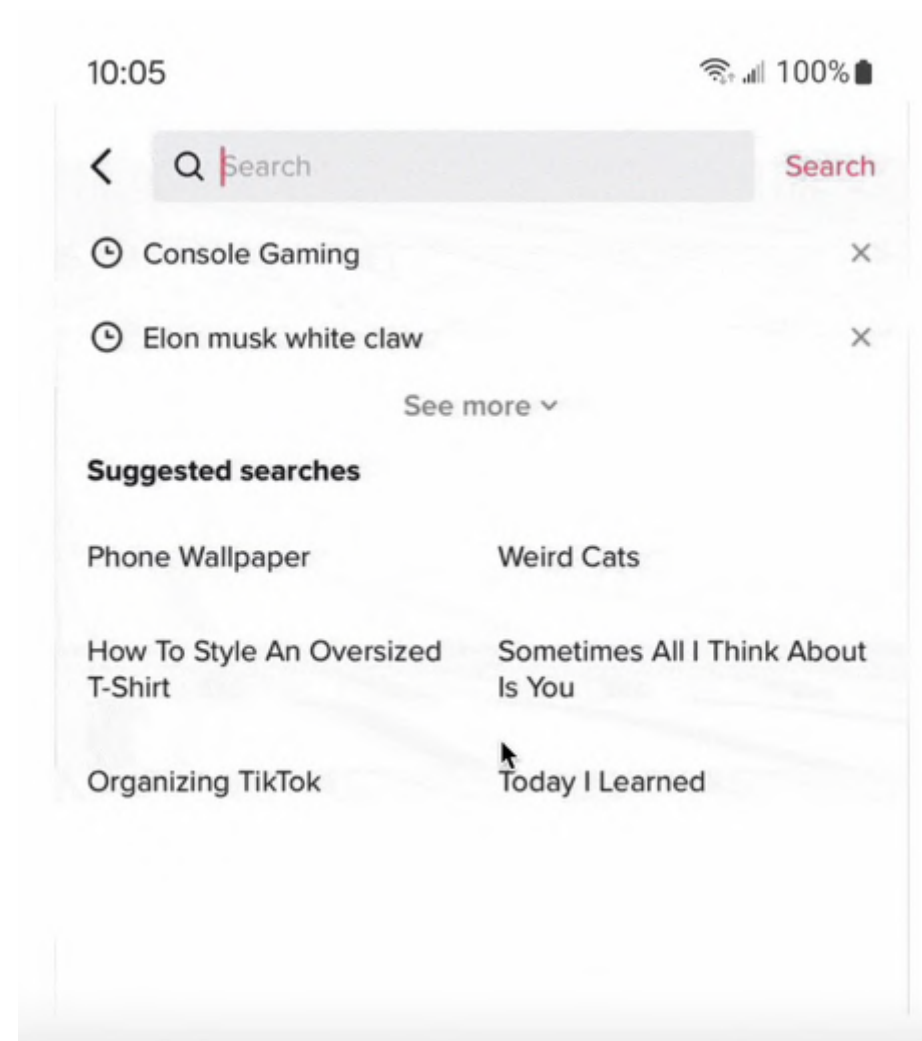 10:05 100%
Search Search
Console Gaming
Elon musk white claw
See more
Suggested searches
Phone Wallpaper Weird Cats
How To Style An Oversized
T-Shirt
Sometimes All I Think About
Is You
Organizing TikTok Today I Learned